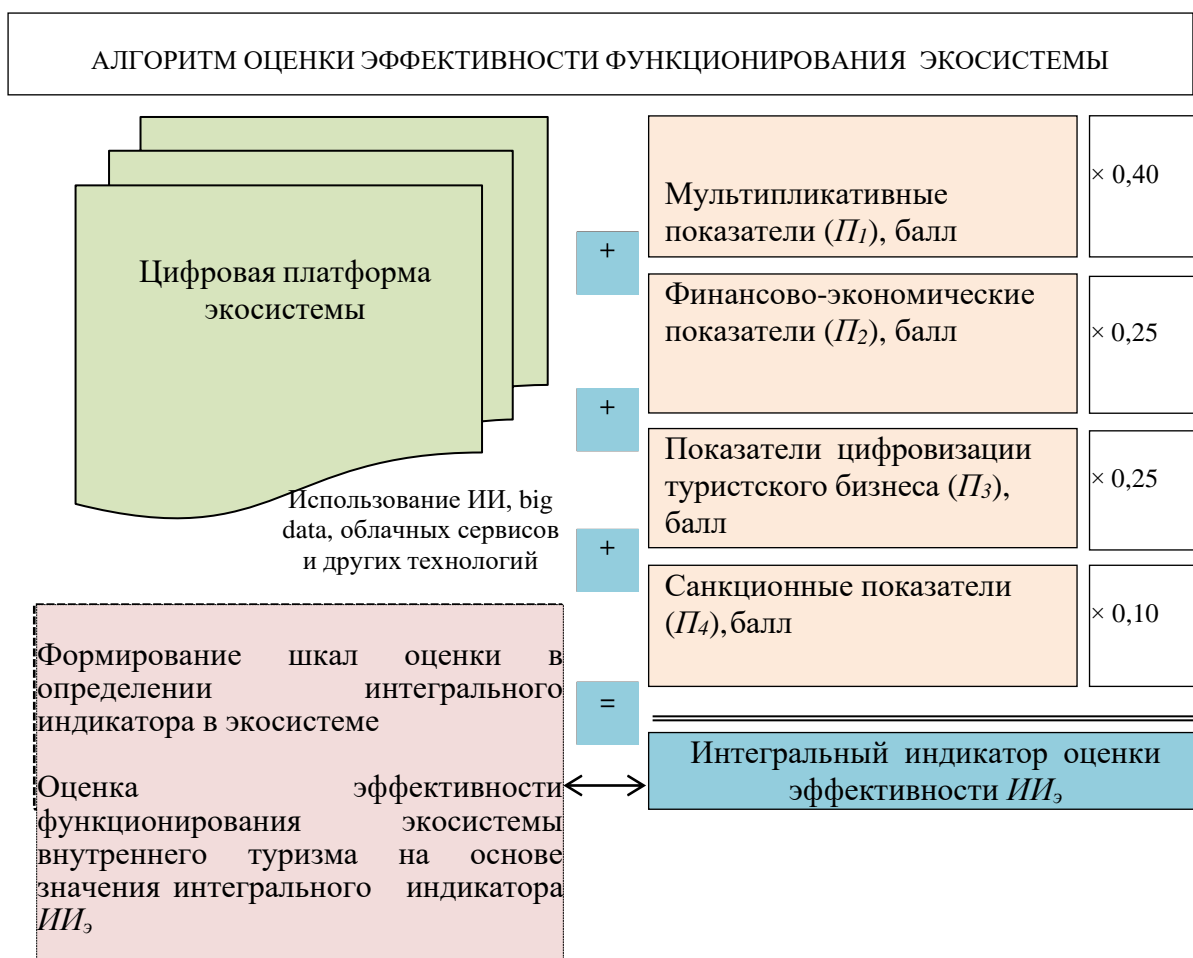 АЛГОРИТМ ОЦЕНКИ ЭФФЕКТИВНОСТИ ФУНКЦИОНИРОВАНИЯ ЭКОСИСТЕМЫ
Цифровая платформа
экосистемы
Использование ИИ, big
data, облачных сервисов
и других технологий
+
Мультипликативные
показатели (П1), балл
× 0,40
+
Финансово-экономические
показатели (П2), балл
× 0,25
+
Показатели цифровизации
туристского бизнеса (П3),
балл
× 0,25
Санкционные показатели
(П4), балл
× 0,10
=
Интегральный индикатор оценки
эффективности ИИэ
Формирование шкал оценки в
определении интегрального
индикатора в экосистеме
Оценка эффективности
функционирования экосистемы
внутреннего туризма на основе
значения интегрального индикатора
ИИэ